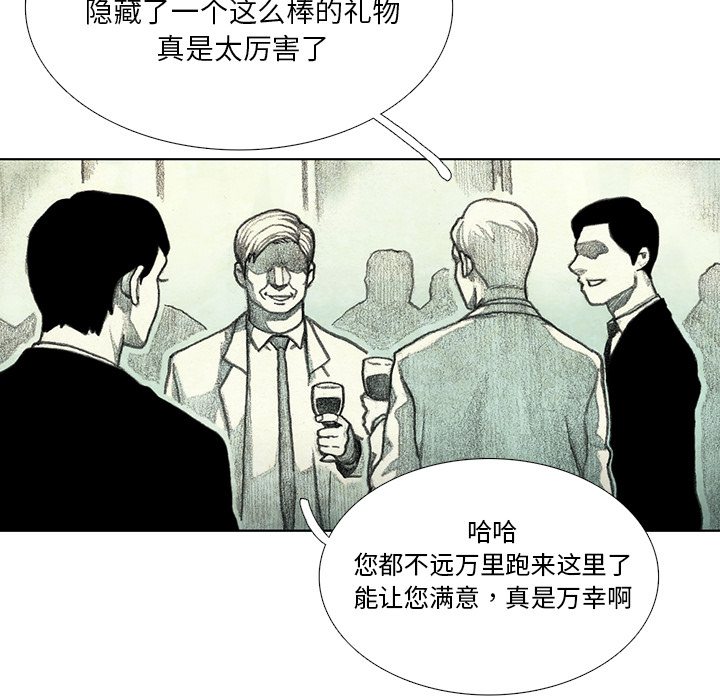 隐藏了一个这么棒的礼物
真是太厉害了
哈哈
您都不远万里跑来这里了
能让您满意，真是万幸啊